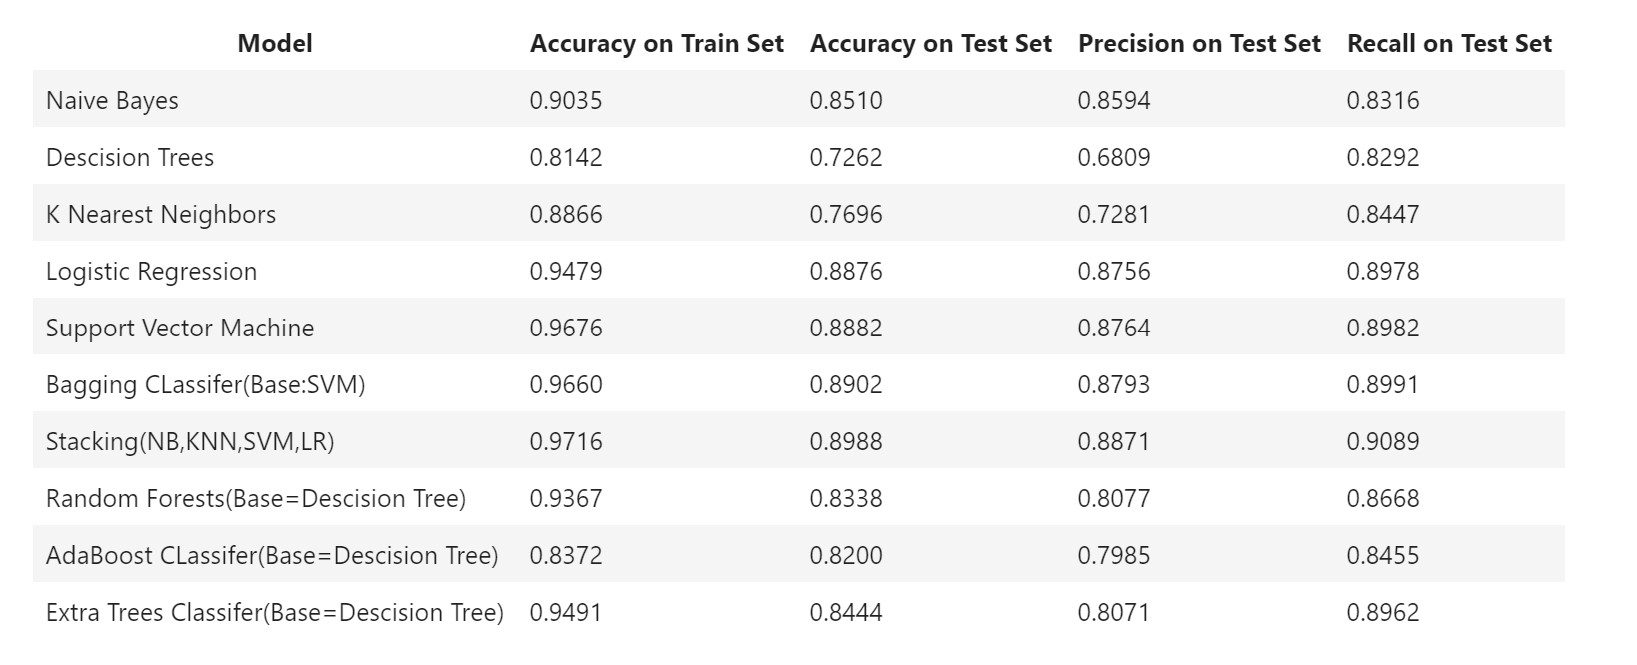 Model Accuracy on Train Set Accuracy on Test Set Precision on Test Set Recall on Test Set
Naive Bayes 0.9035 0.8510 0.8594 0.8316
Descision Trees 0.8142 0.7262 0.6809 0.8292
K Nearest Neighbors 0.8866 0.7696 0.7281 0.8447
Logistic Regression 0.9479 0.8876 0.8756 0.8978
Support Vector Machine 0.9676 0.8882 0.8764 0.8982
Bagging CLassifer(Base:SVM) 0.9660 0.8902 0.8793 0.8991
Stacking(NB,KNN,SVM,LR) 0.9716 0.8988 0.8871 0.9089
Random Forests(Base=Descision Tree) 0.9367 0.8338 0.8077 0.8668
AdaBoost CLassifer(Base=Descision Tree) 0.8372 0.8200 0.7985 0.8455
Extra Trees Classifer(Base=Descision Tree) 0.9491 0.8444 0.8071 0.8962